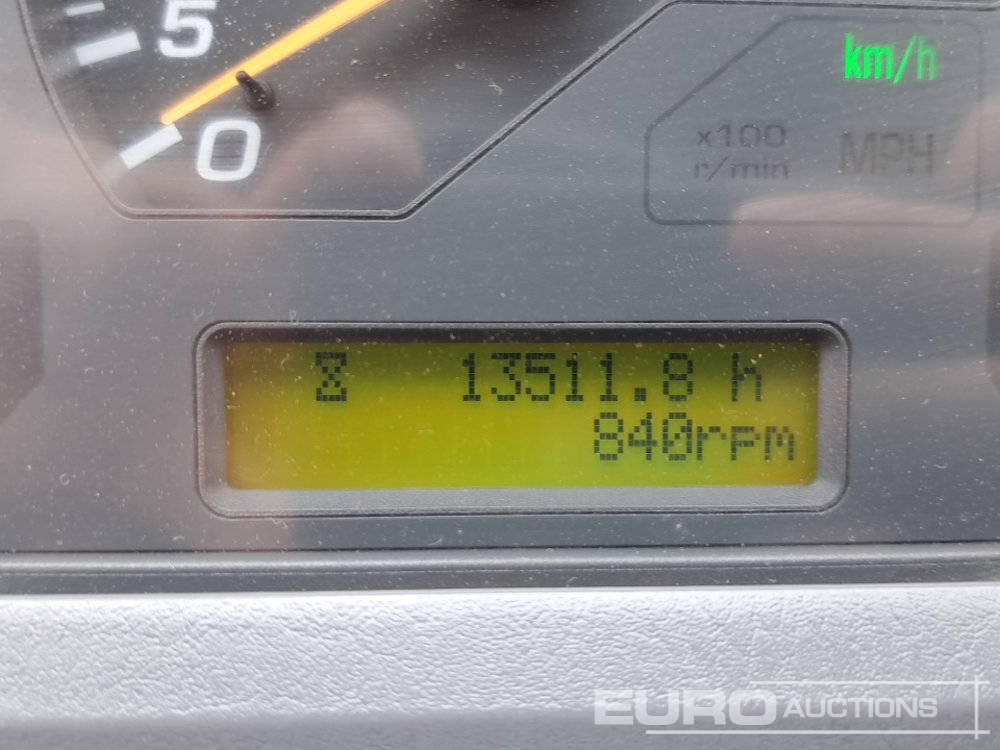 5
0
km/h
x100
r/min
MPH
13511.8 h
840rpm
EURO AUCTIONS